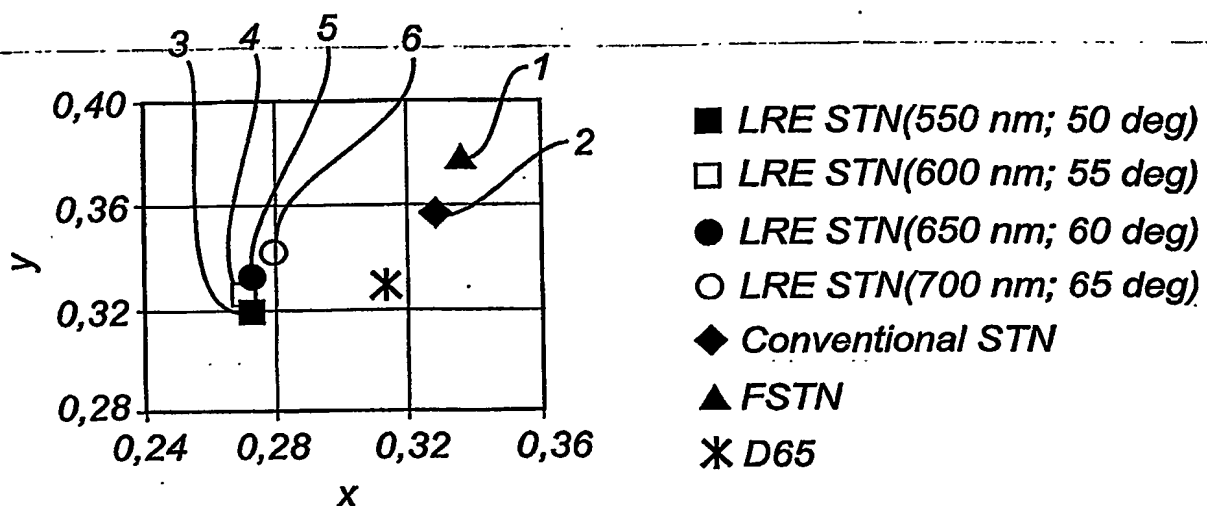 3 4 5 6
1
2
0,40
0,36
0,32
0,28
y
0,24 0,28 0,32 0,36
x
LRE STN(550 nm; 50 deg)
LRE STN(600 nm; 55 deg)
LRE STN(650 nm; 60 deg)
LRE STN(700 nm; 65 deg)
Conventional STN
FSTN
D65